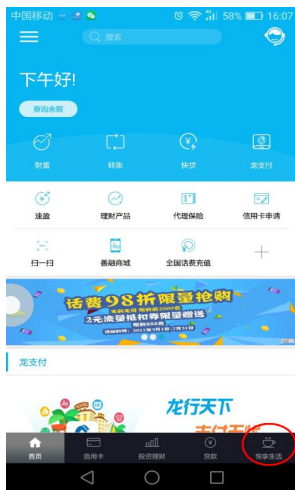 中国移动 58% 16:07
搜索
下午好!
查询余额
财富 转账 快贷 龙支付
速盈 理财产品 代理保险 信用卡申请
扫一扫 善融商城 全国话费充值
话费98折限量抢购
2元流量抵扣券限量赠送
龙支付
龙行天下
首页 信用卡 投资理财 贷款 悦享生活